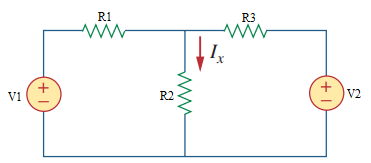 R1
R3
Ix
V1
+
−
R2
+
−
V2